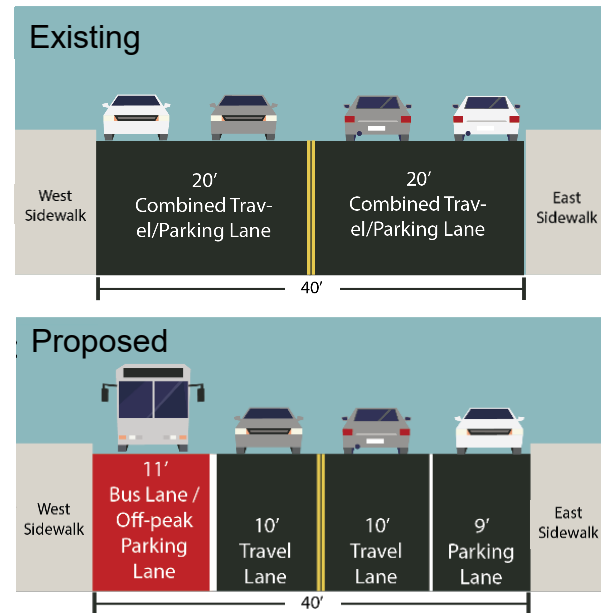 Existing
West
Sidewalk
20'
Combined Trav-
el/Parking Lane
20'
Combined Trav-
el/Parking Lane
East
Sidewalk
40'
Proposed
West
Sidewalk
11'
Bus Lane /
Off-peak
Parking
Lane
10'
Travel
Lane
10'
Travel
Lane
9'
Parking
Lane
East
Sidewalk
40'